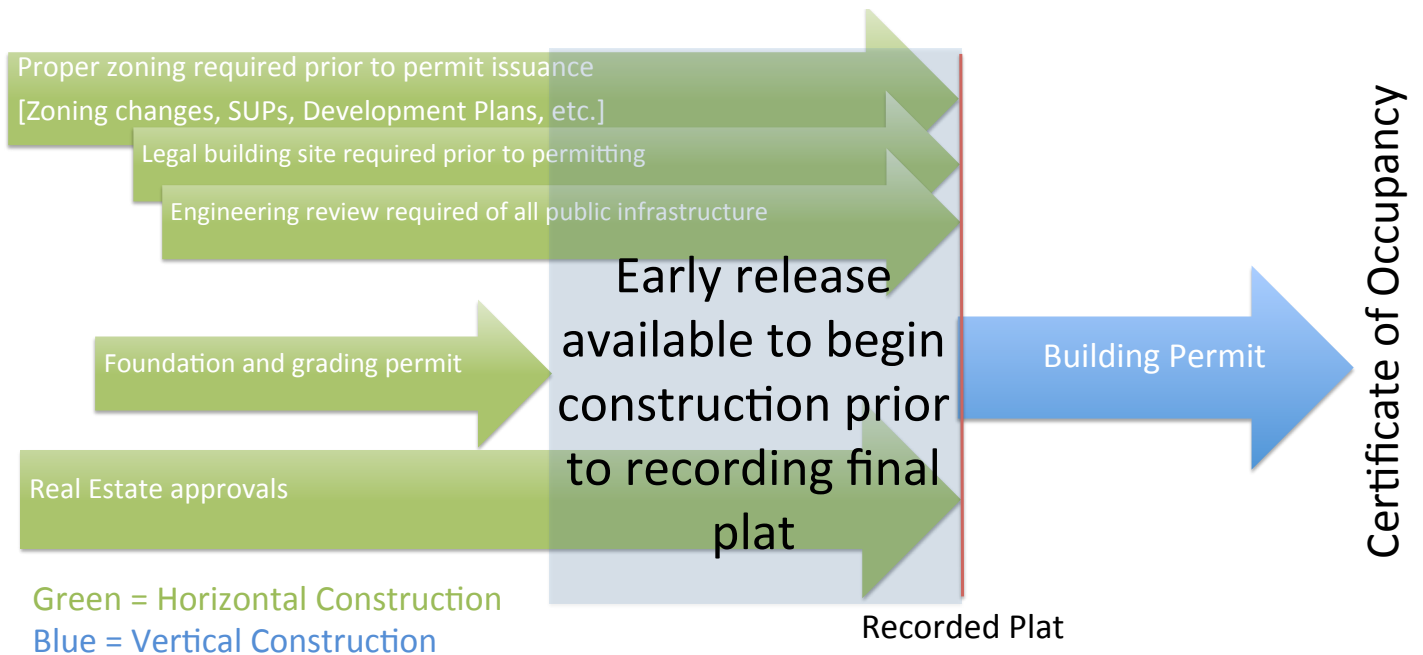 Proper zoning required prior to permit issuance
[Zoning changes, SUPs, Development Plans, etc.]
Legal building site required prior to permitting
Engineering review required of all public infrastructure
Early release
available to begin
construction prior
to recording final
plat
Foundation and grading permit
Real Estate approvals
Building Permit
Certificate of Occupancy
Green = Horizontal Construction
Blue = Vertical Construction
Recorded Plat